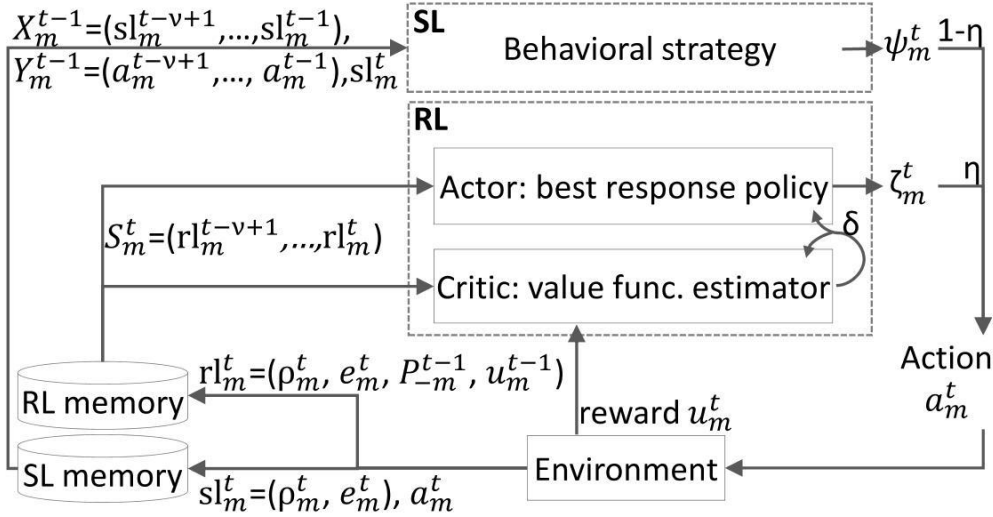 X_m^{t-1}=(sl_m^{t-ν+1},...,sl_m^{t-1}),
Y_m^{t-1}=(a_m^{t-ν+1},..., a_m^{t-1}),sl_m^t
SL
Behavioral strategy
ψ_m^t 1-η
RL
Actor: best response policy
ζ_m^t η
S_m^t=(rl_m^{t-ν+1},...,rl_m^t)
δ
Critic: value func. estimator
rl_m^t=(ρ_m^t, e_m^t, P_{-m}^{t-1}, u_m^{t-1})
Action
a_m^t
RL memory
reward u_m^t
SL memory
Environment
sl_m^t=(ρ_m^t, e_m^t), a_m^t